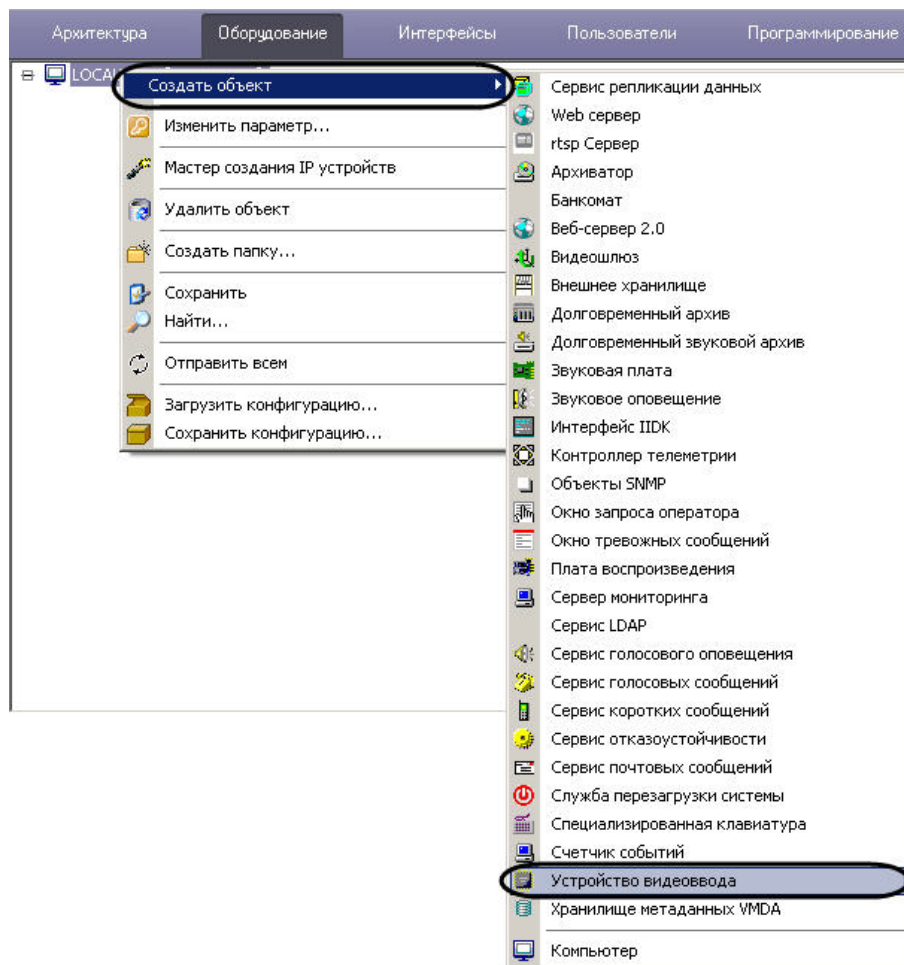 Архитектура Оборудование Интерфейсы Пользователи Программирование
LOCAL
Создать объект
Изменить параметр...
Мастер создания IP устройств
Удалить объект
Создать папку...
Сохранить
Найти...
Отправить всем
Загрузить конфигурацию...
Сохранить конфигурацию...
Сервис репликации данных
Web сервер
rtsp Сервер
Архиватор
Банкомат
Веб-сервер 2.0
Видеошлюз
Внешнее хранилище
Долговременный архив
Долговременный звуковой архив
Звуковая плата
Звуковое оповещение
Интерфейс IIDK
Контроллер телеметрии
Объекты SNMP
Окно запроса оператора
Окно тревожных сообщений
Плата воспроизведения
Сервер мониторинга
Сервис LDAP
Сервис голосового оповещения
Сервис голосовых сообщений
Сервис коротких сообщений
Сервис отказоустойчивости
Сервис почтовых сообщений
Служба перезагрузки системы
Специализированная клавиатура
Счетчик событий
Устройство видеоввода
Хранилище метаданных VMDA
Компьютер